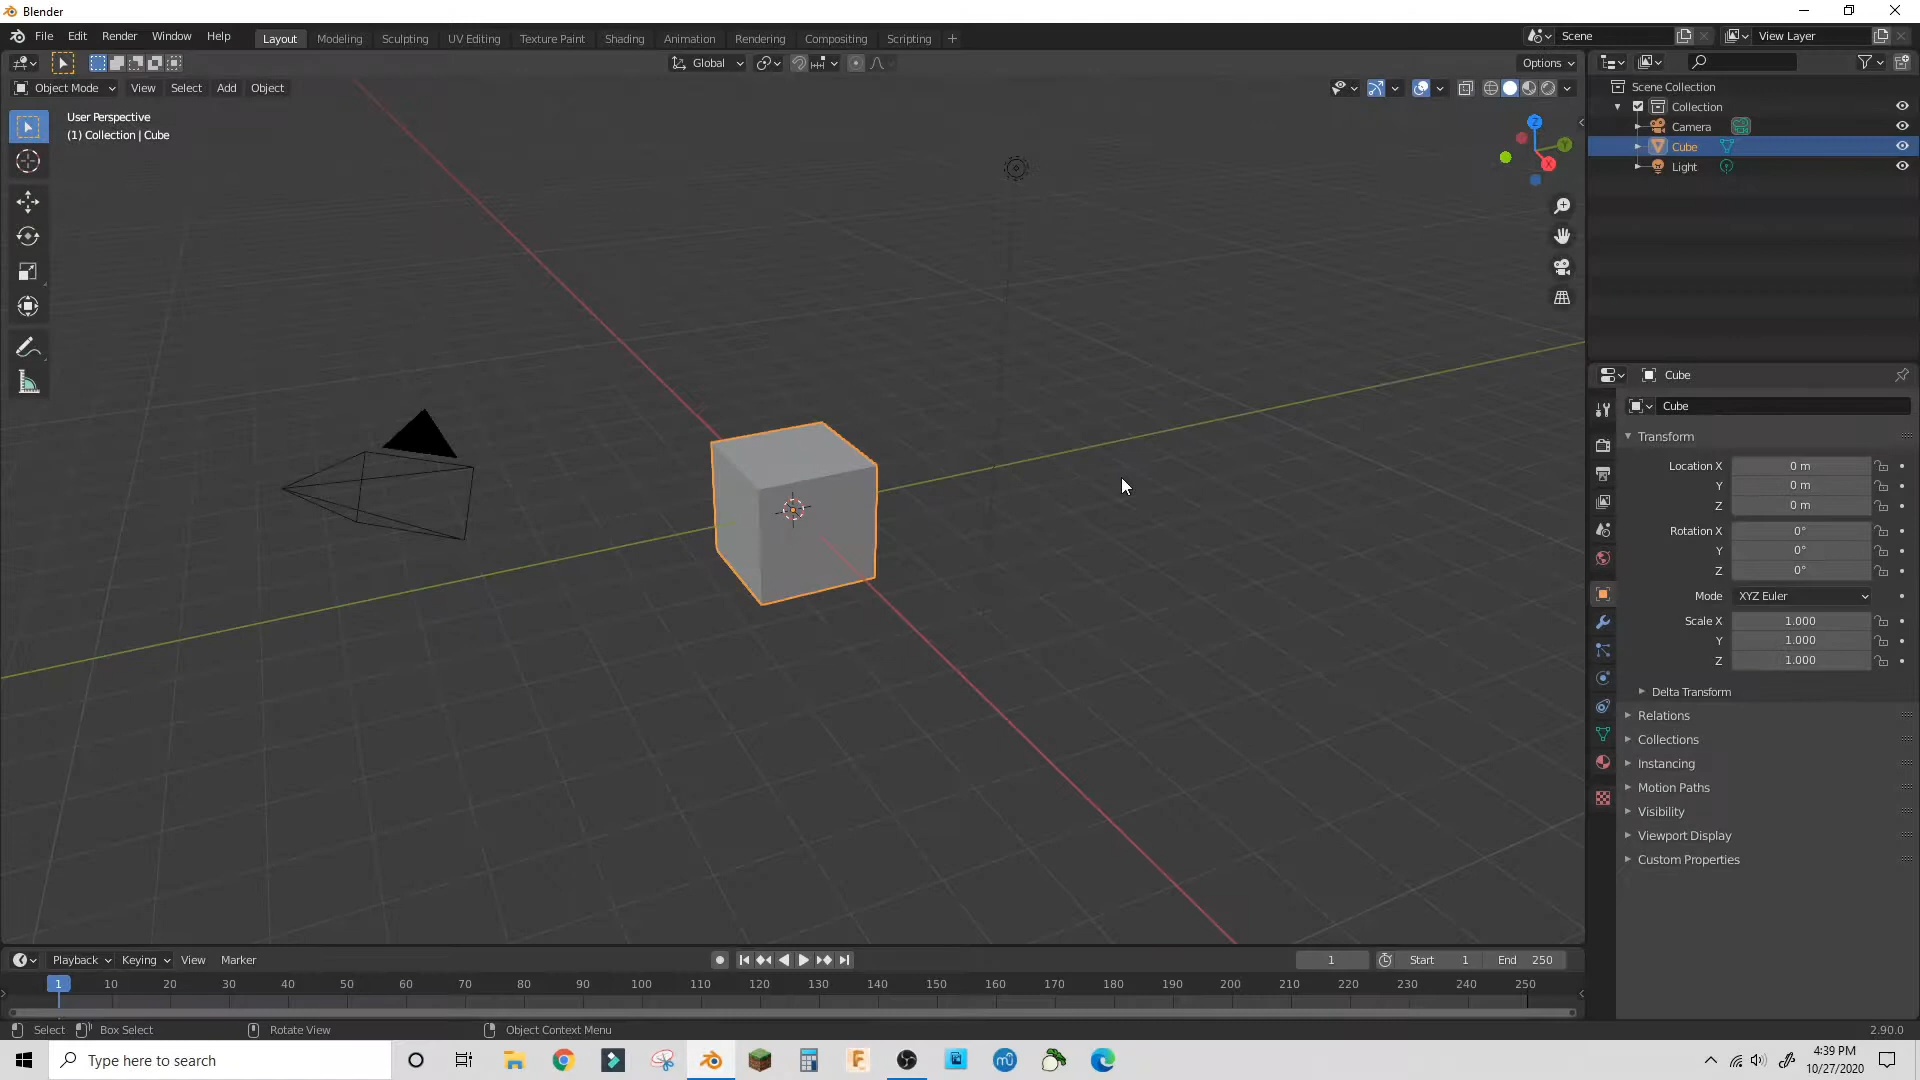 Blender
File Edit Render Window Help
Layout Modeling Sculpting UV Editing Texture Paint Shading Animation Rendering Compositing Scripting +
Scene
View Layer
Global
Options
Object Mode View Select Add Object
User Perspective
(1) Collection | Cube
Z
Y
X
Scene Collection
Collection
Camera
Cube
Light
Cube
Cube
Transform
Location X 0 m
Y 0 m
Z 0 m
Rotation X 0°
Y 0°
Z 0°
Mode XYZ Euler
Scale X 1.000
Y 1.000
Z 1.000
Delta Transform
Relations
Collections
Instancing
Motion Paths
Visibility
Viewport Display
Custom Properties
Playback Keying View Marker
1 Start 1 End 250
1 10 20 30 40 50 60 70 80 90 100 110 120 130 140 150 160 170 180 190 200 210 220 230 240 250
Select Box Select Rotate View Object Context Menu 2.90.0
Type here to search
F
mu
4:39 PM
10/27/2020